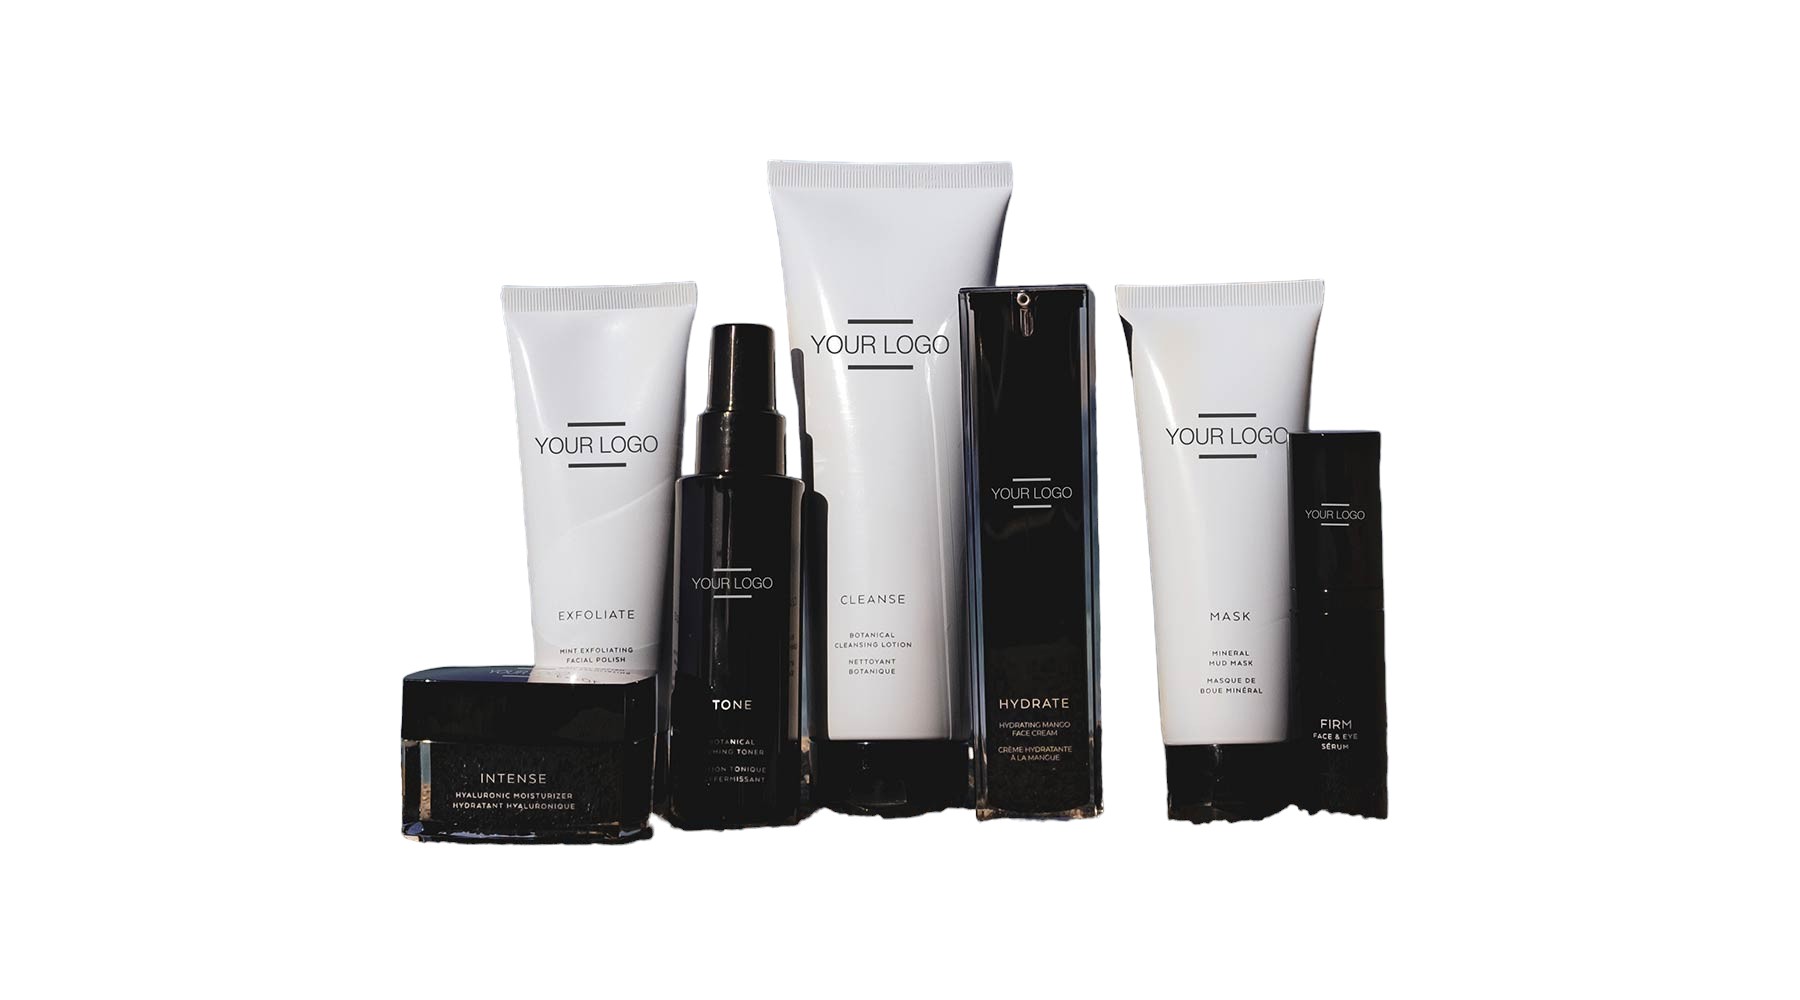 YOUR LOGO
EXFOLIATE
MINT EXFOLIATING
FACIAL POLISH
INTENSE
HYALURONIC MOISTURIZER
HYDRATANT HYALURONIQUE
YOUR LOGO
TONE
TONER
TONIQUE
YOUR LOGO
CLEANSE
BOTANICAL
CLEANSING LOTION
NETTOYANT
BOTANIQUE
YOUR LOGO
HYDRATE
HYDRATING MANGO
FACE CREAM
CRÈME HYDRATANTE
À LA MANGUE
YOUR LOGO
MASK
MINERAL
MUD MASK
MASQUE DE
BOUE MINÉRAL
YOUR LOGO
FIRM
FACE & EYE
SÉRUM